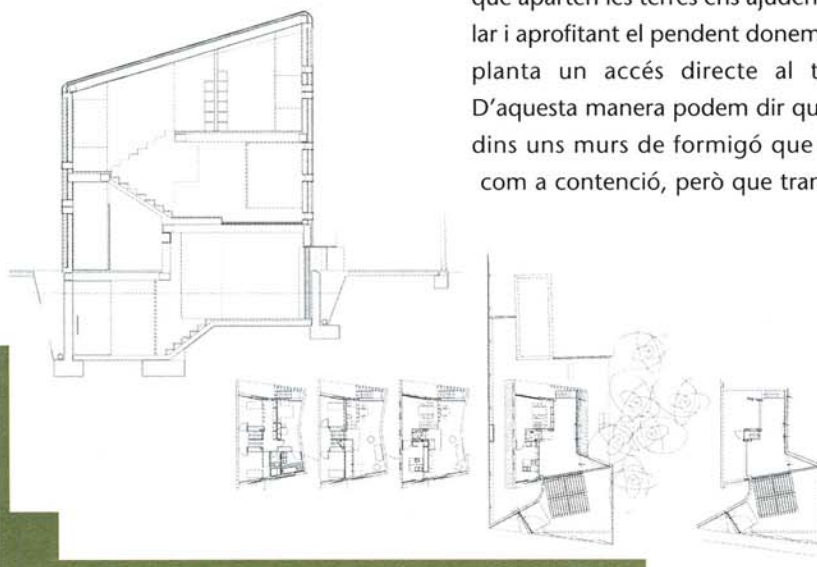 que aparten les terres ens ajuden
lar i aprofitant el pendent donem
planta un accés directe al t
D'aquesta manera podem dir qu
dins uns murs de formigó que
com a contenció, però que tran